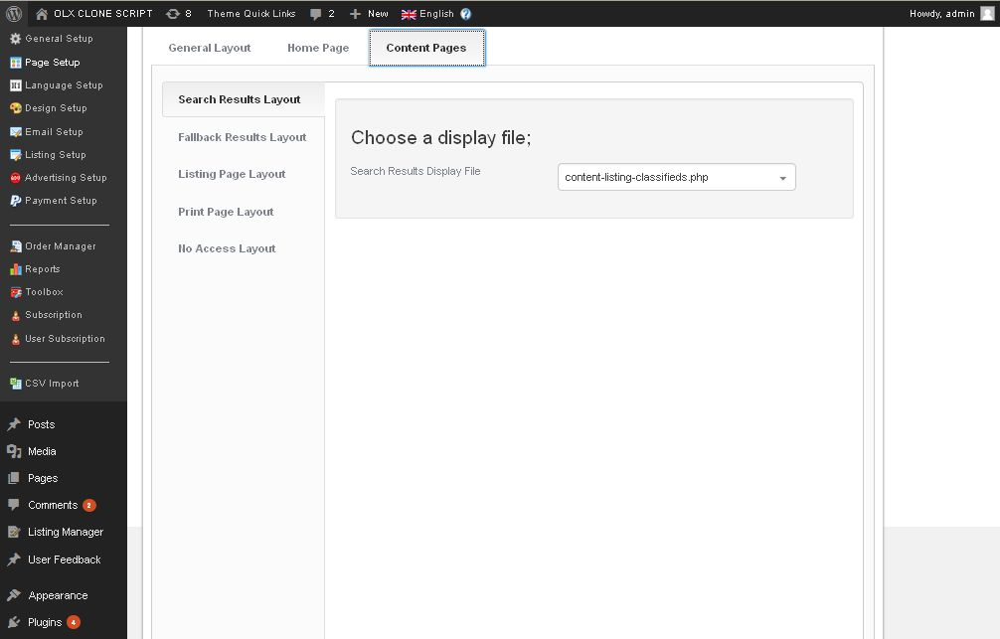 OLX CLONE SCRIPT 8 Theme Quick Links 2 New English ? Howdy, admin
General Setup
Page Setup
Language Setup
Design Setup
Email Setup
Listing Setup
Advertising Setup
Payment Setup
Order Manager
Reports
Toolbox
Subscription
User Subscription
CSV Import
Posts
Media
Pages
Comments 2
Listing Manager
User Feedback
Appearance
Plugins 4
General Layout Home Page Content Pages
Search Results Layout
Fallback Results Layout
Listing Page Layout
Print Page Layout
No Access Layout
Choose a display file;
Search Results Display File content-listing-classifieds.php